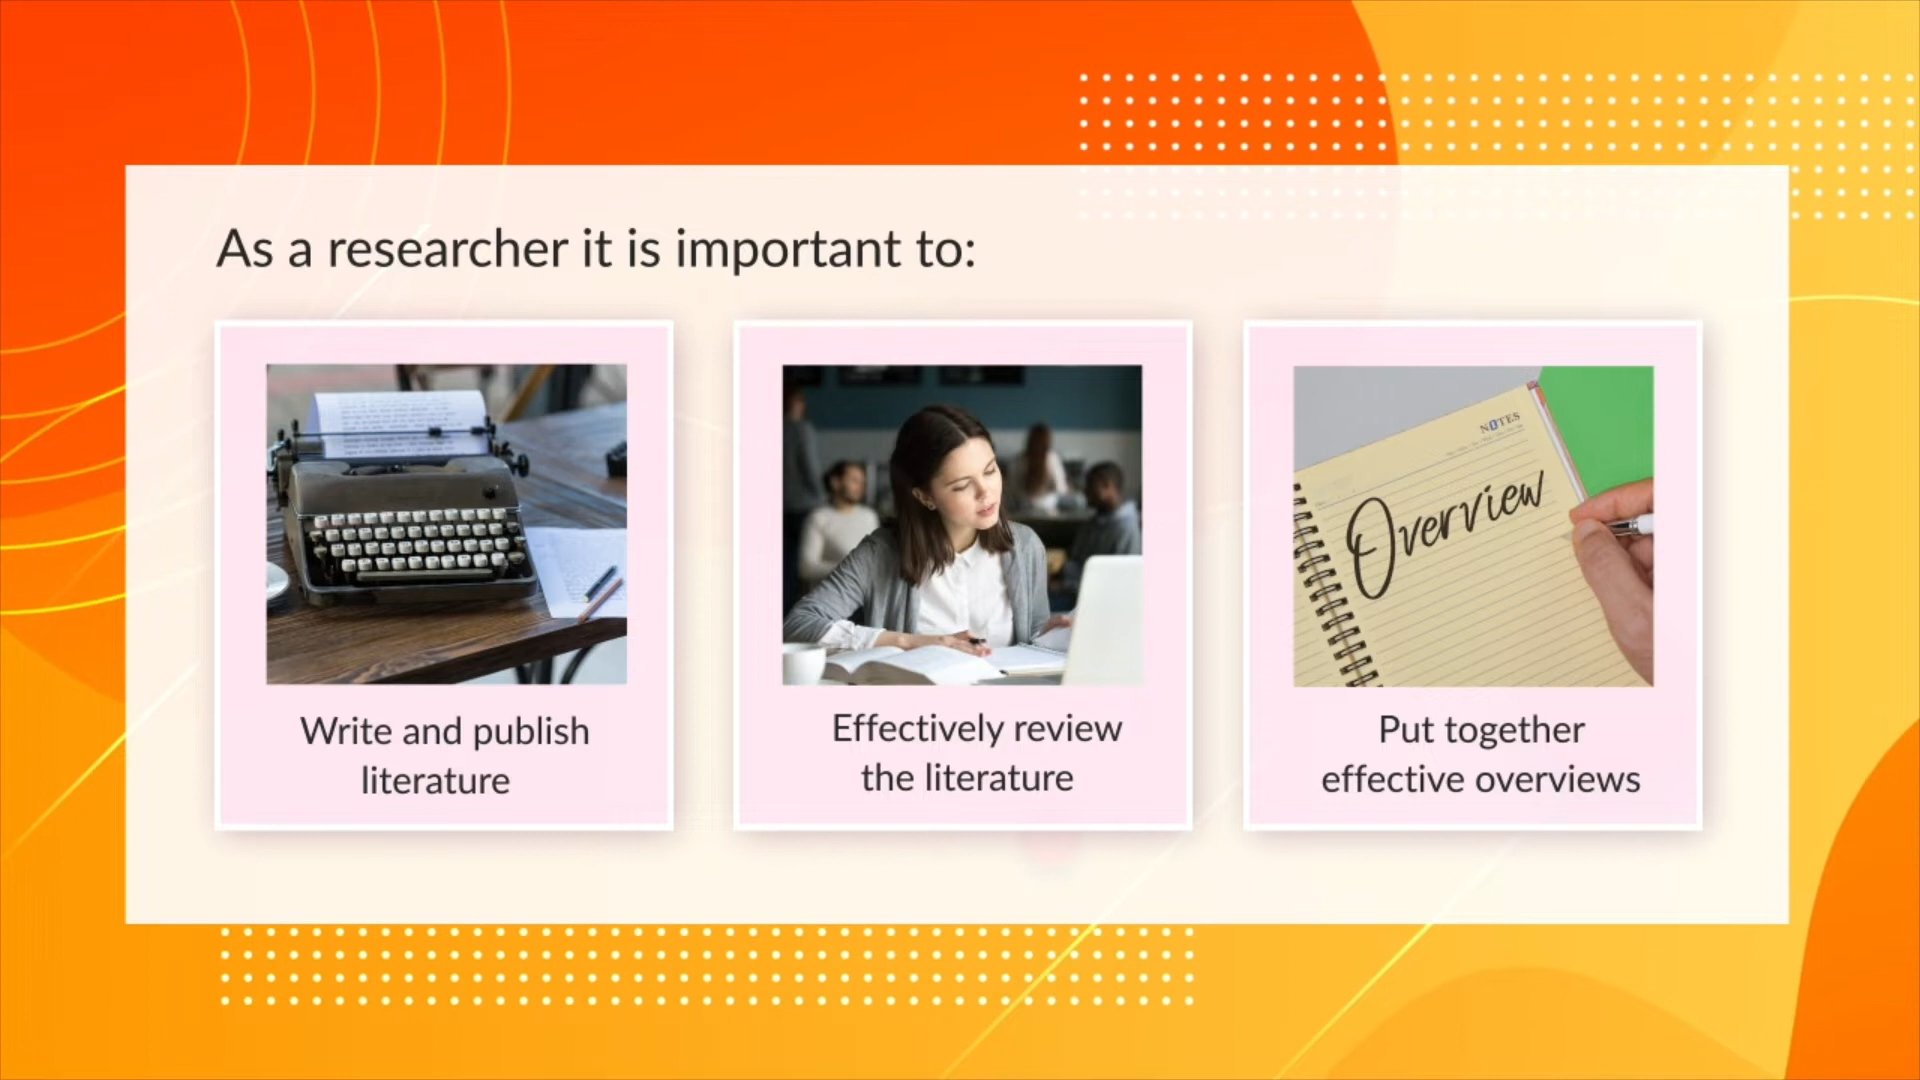 As a researcher it is important to:
Write and publish
literature
Effectively review
the literature
NOTES
Overview
Put together
effective overviews